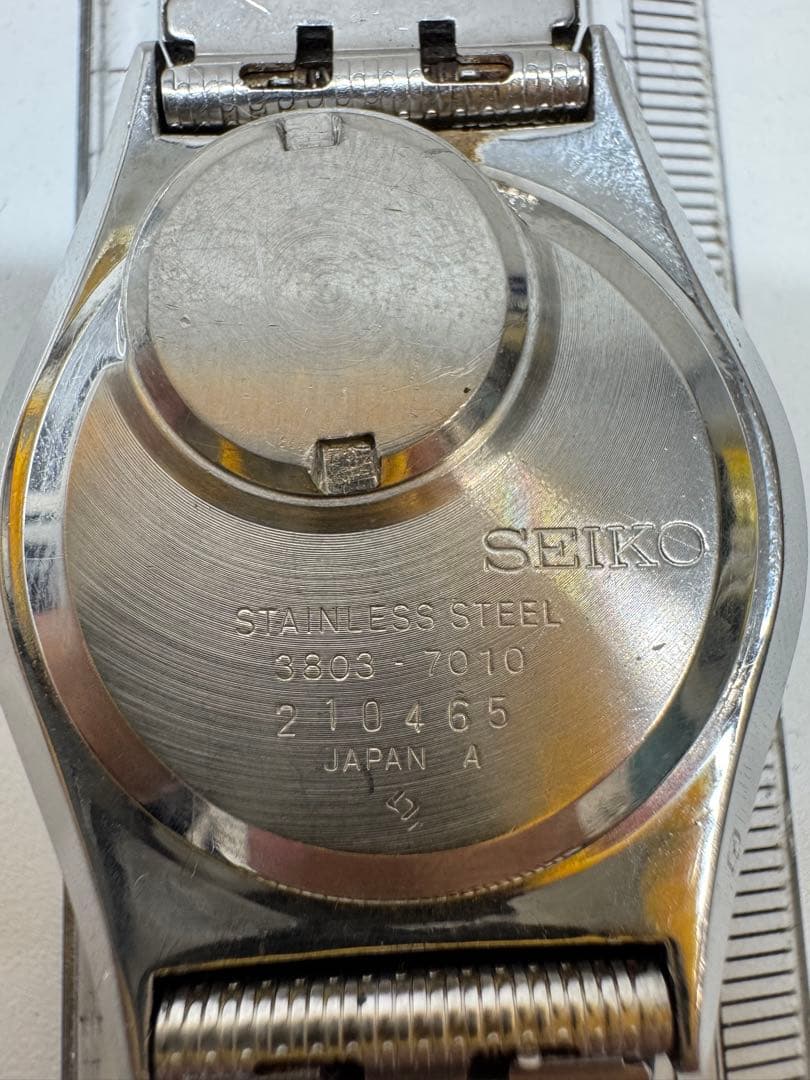 SEIKO
STAINLESS STEEL
3803-7010
210465
JAPAN A